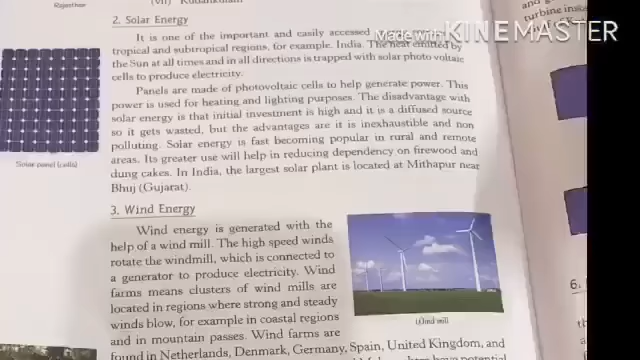 Rajasthan
(vii) Kudankulam
2. Solar Energy
It is one of the important and easily accessed
tropical and subtropical regions, for example, India. The heat emitted by
the Sun at all times and in all directions is trapped with solar photo voltaic
cells to produce electricity.
Panels are made of photovoltaic cells to help generate power. This
power is used for heating and lighting purposes. The disadvantage with
solar energy is that initial investment is high and it is a diffused source
so it gets wasted, but the advantages are it is inexhaustible and non
polluting. Solar energy is fast becoming popular in rural and remote
areas. Its greater use will help in reducing dependency on firewood and
dung cakes. In India, the largest solar plant is located at Mithapur near
Bhuj (Gujarat).
Solar panel (cells)
3. Wind Energy
Wind energy is generated with the
help of a wind mill. The high speed winds
rotate the windmill, which is connected to
a generator to produce electricity. Wind
farms means clusters of wind mills are
located in regions where strong and steady
winds blow, for example in coastal regions
and in mountain passes. Wind farms are
found in Netherlands, Denmark, Germany, Spain, United Kingdom, and
have potential
Wind mill
turbine
6.
Made with KINEMASTER